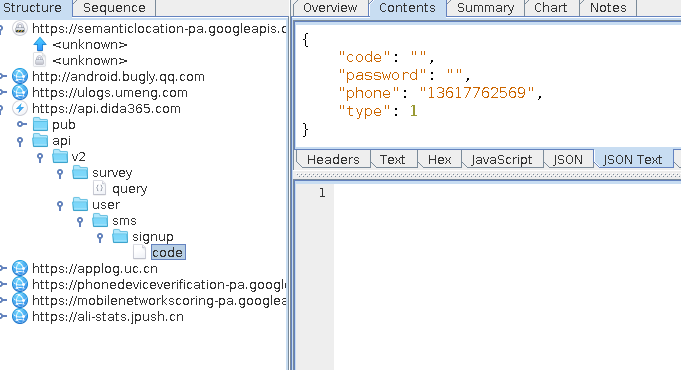 Structure
Sequence
Overview
Contents
Summary
Chart
Notes
https://semanticlocation-pa.googleapis.c
<unknown>
<unknown>
http://android.bugly.qq.com
https://ulogs.umeng.com
https://api.dida365.com
pub
api
v2
survey
query
user
sms
signup
code
https://applog.uc.cn
https://phonedeviceverification-pa.googl
https://mobilenetworkscoring-pa.googlea
https://ali-stats.jpush.cn
{
"code": "",
"password": "",
"phone": "13617762569",
"type": 1
}
Headers
Text
Hex
JavaScript
JSON
JSON Text
1